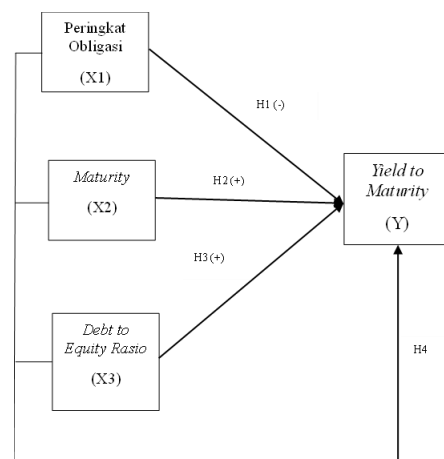 Peringkat
Obligasi
(X1)
H1 (-)
Maturity
(X2)
H2 (+)
Yield to
Maturity
(Y)
H3 (+)
Debt to
Equity Rasio
(X3)
H4